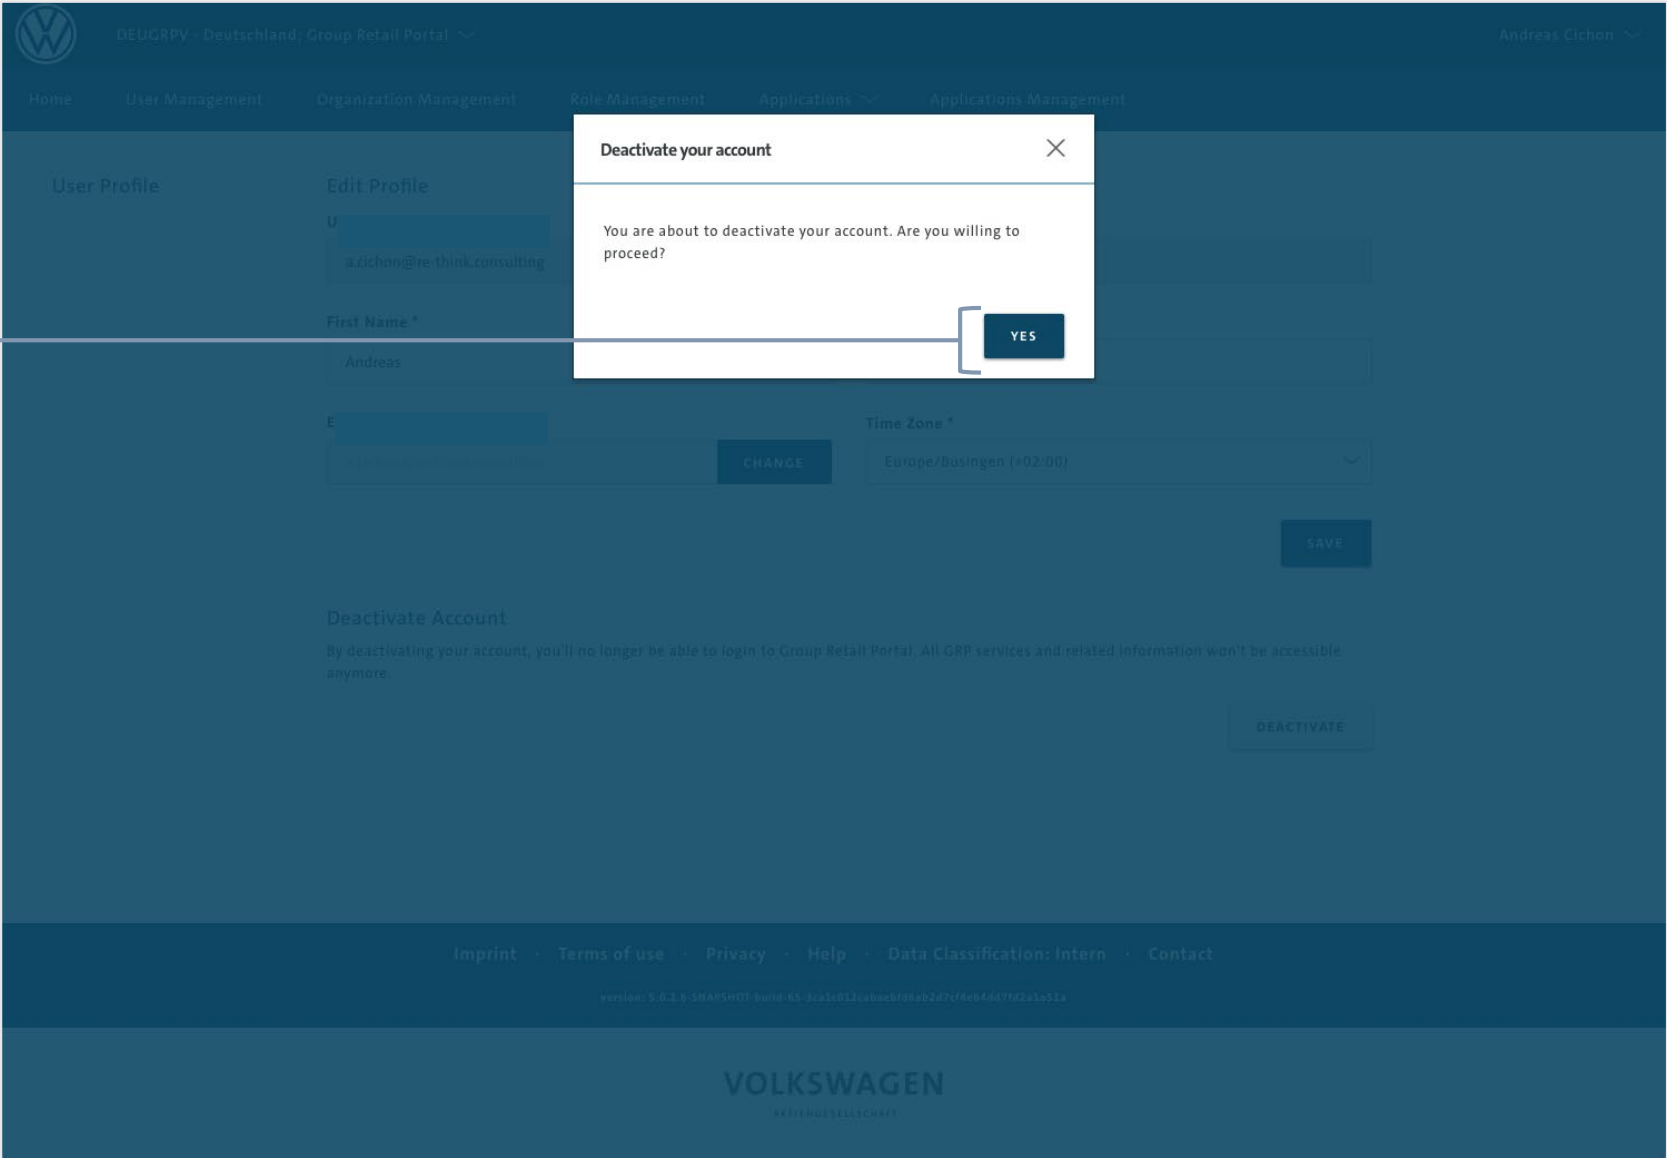 DEUGRPV - Deutschland; Group Retail Portal
Andreas Cichon
Home
User Management
Organization Management
Role Management
Applications
Applications Management
Deactivate your account
You are about to deactivate your account. Are you willing to
proceed?
YES
User Profile
Edit Profile
U
a.cichon@re-think.consulting
First Name *
Andreas
E
CHANGE
Time Zone *
Europe/Busingen (+02:00)
SAVE
Deactivate Account
By deactivating your account, you'll no longer be able to login to Group Retail Portal. All GRP services and related information won't be accessible
anymore.
DEACTIVATE
Imprint · Terms of use · Privacy · Help · Data Classification: Intern · Contact
VOLKSWAGEN
AKTIENGESELLSCHAFT